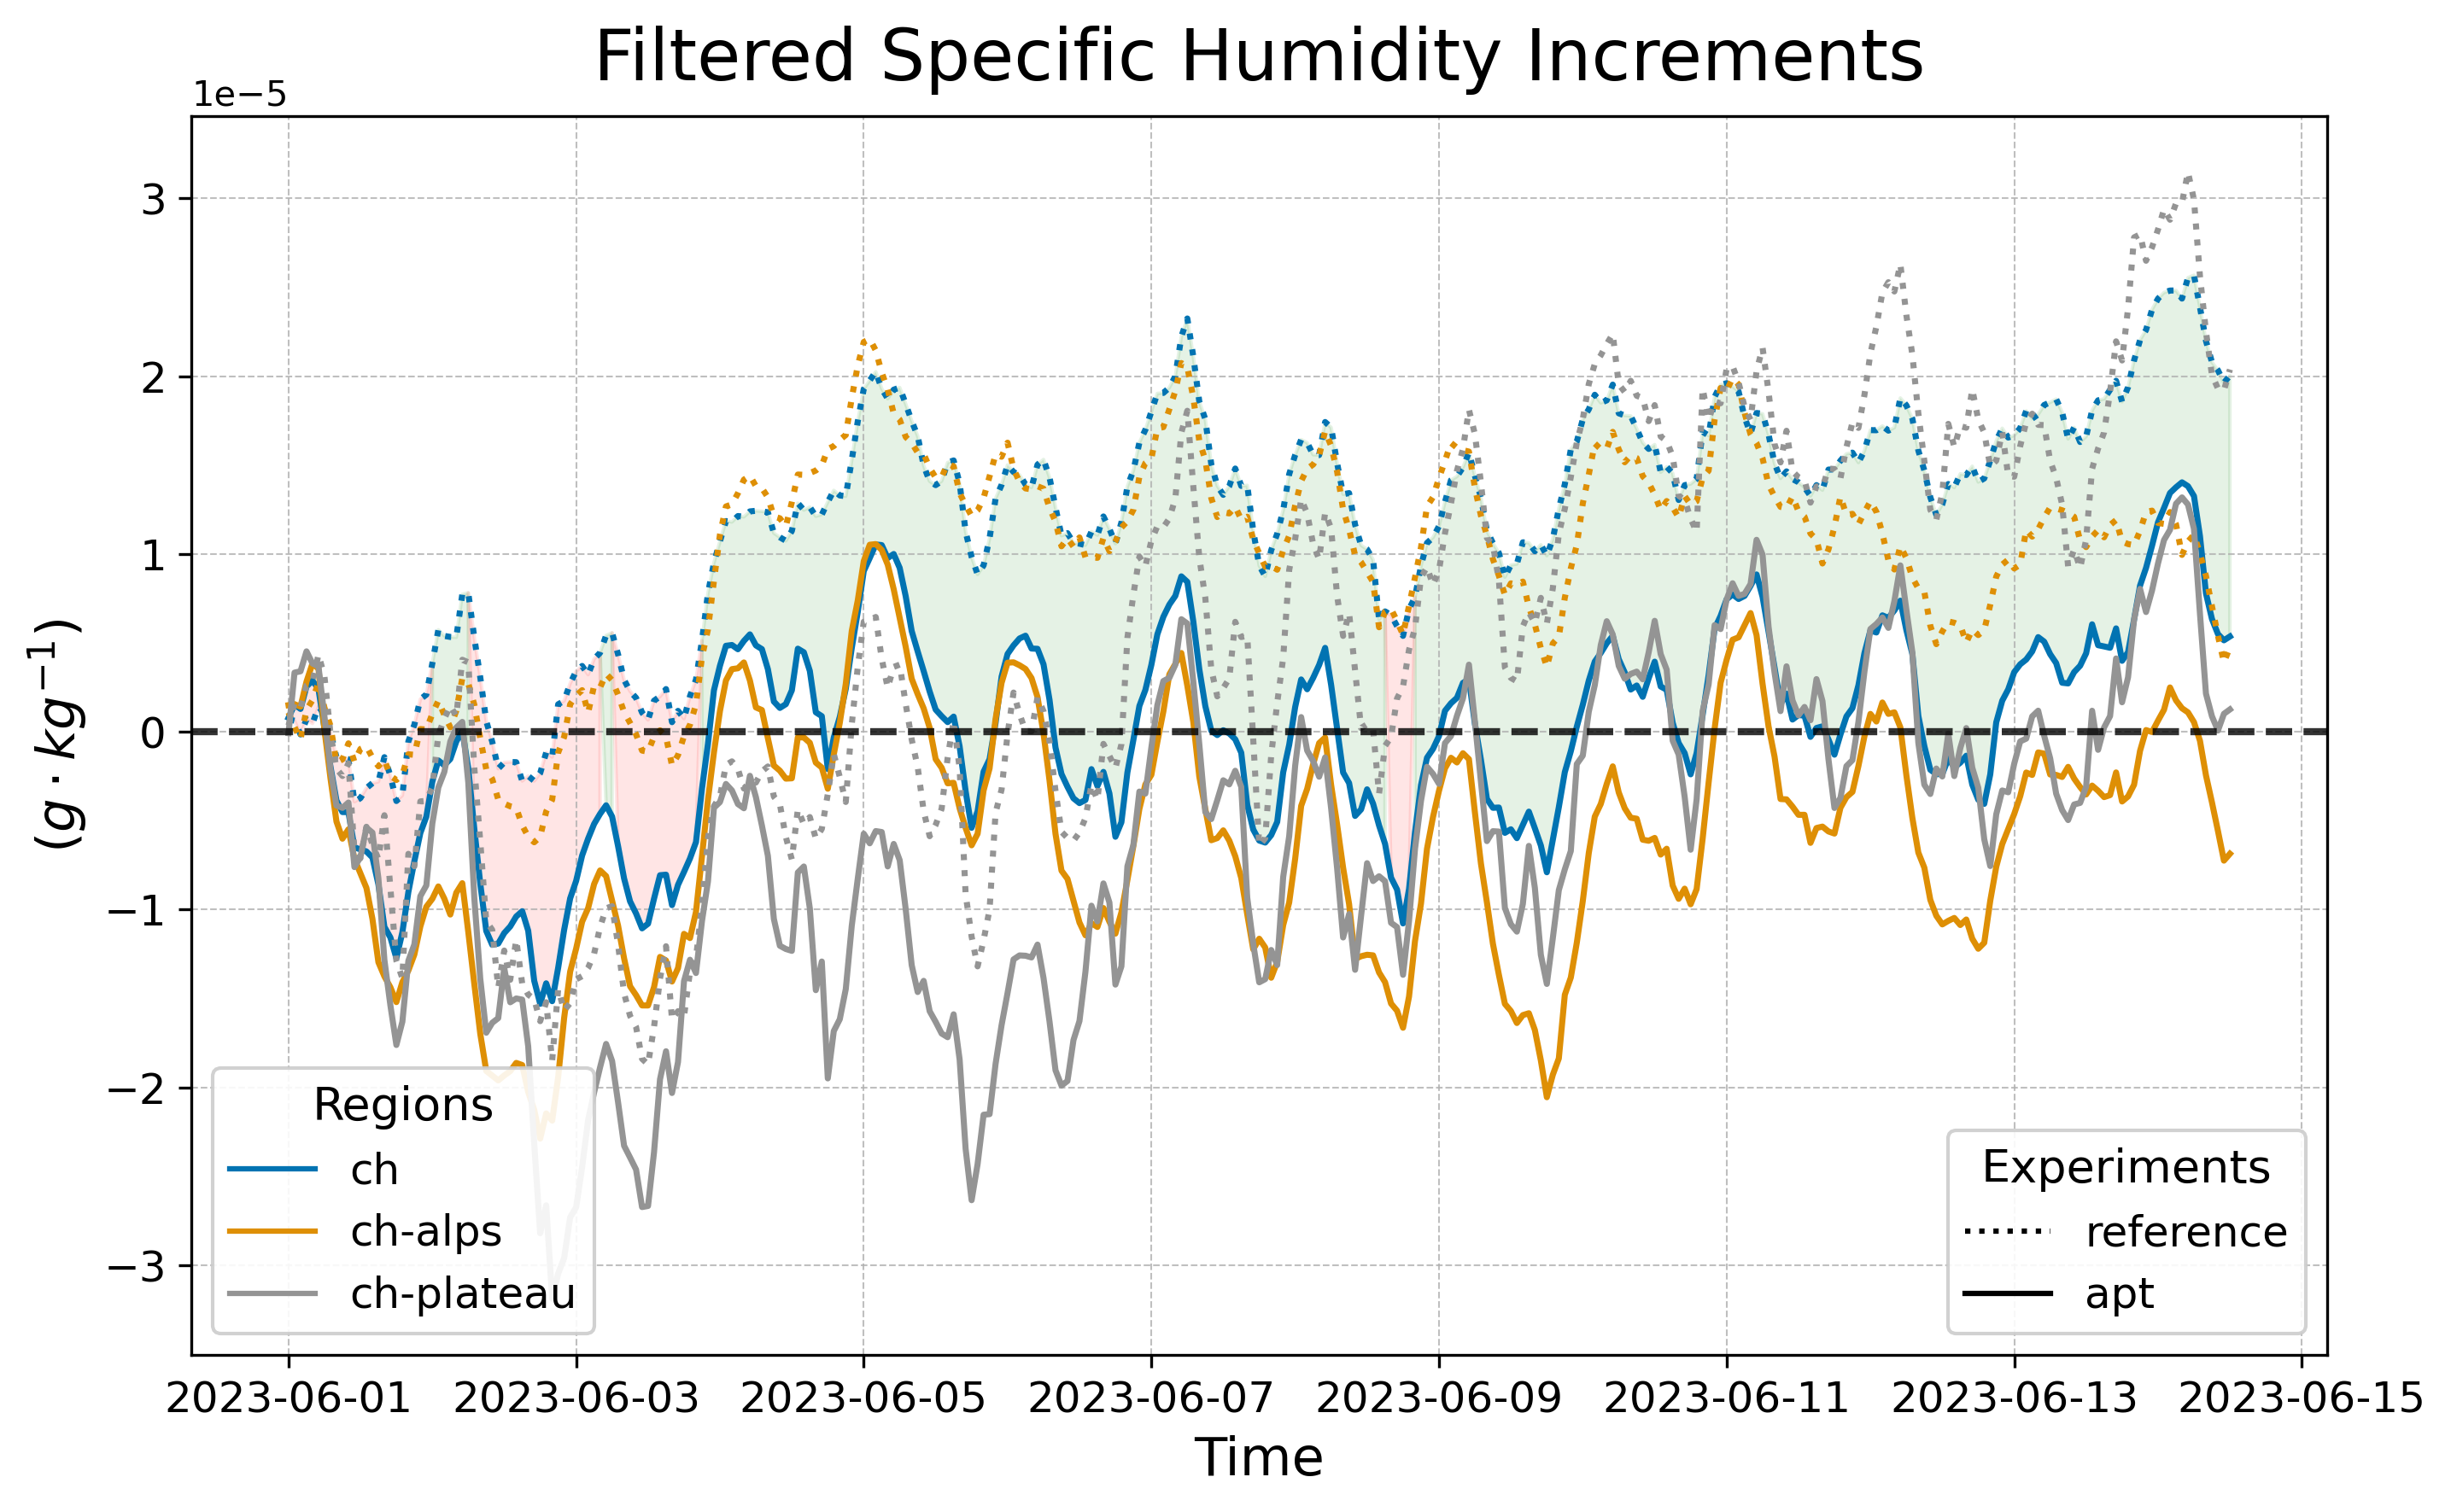 Filtered Specific Humidity Increments
1e−5
3
2
1
0
−1
−2
−3
(g · kg⁻¹)
Regions
ch
ch-alps
ch-plateau
Experiments
reference
apt
2023-06-01 2023-06-03 2023-06-05 2023-06-07 2023-06-09 2023-06-11 2023-06-13 2023-06-15
Time